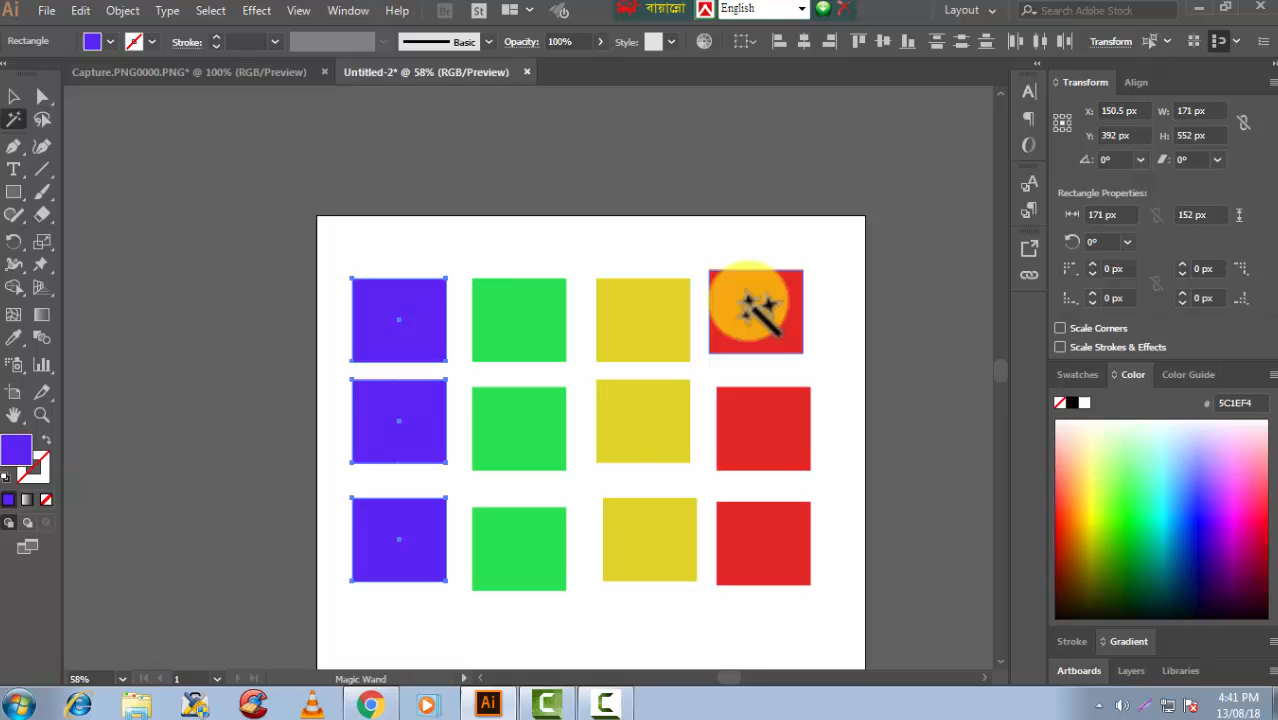 Ai File Edit Object Type Select Effect View Window Help Br St বায়ান্নো English Layout Search Adobe Stock
Rectangle Stroke: Basic Opacity: 100% Style: Transform
Capture.PNG0000.PNG* @ 100% (RGB/Preview) × Untitled-2* @ 58% (RGB/Preview) ×
Transform Align
X: 150.5 px W: 171 px
Y: 392 px H: 552 px
0° 0°
Rectangle Properties:
171 px 152 px
0°
0 px 0 px
0 px 0 px
Scale Corners
Scale Strokes & Effects
Swatches Color Color Guide
# 5C1EF4
Stroke Gradient
Artboards Layers Libraries
58% 1 Magic Wand
Ai
4:41 PM
13/08/18